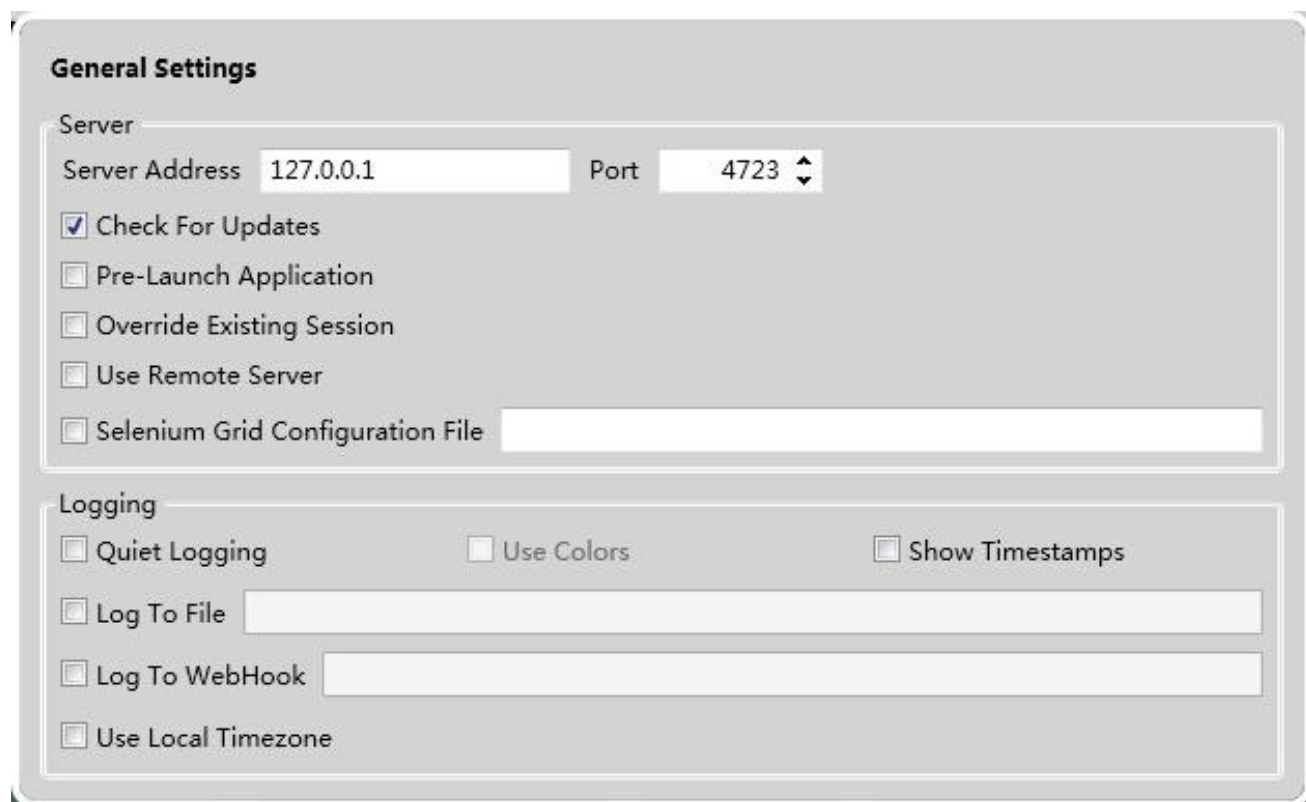 General Settings
Server
Server Address 127.0.0.1 Port 4723
Check For Updates
Pre-Launch Application
Override Existing Session
Use Remote Server
Selenium Grid Configuration File
Logging
Quiet Logging Use Colors Show Timestamps
Log To File
Log To WebHook
Use Local Timezone